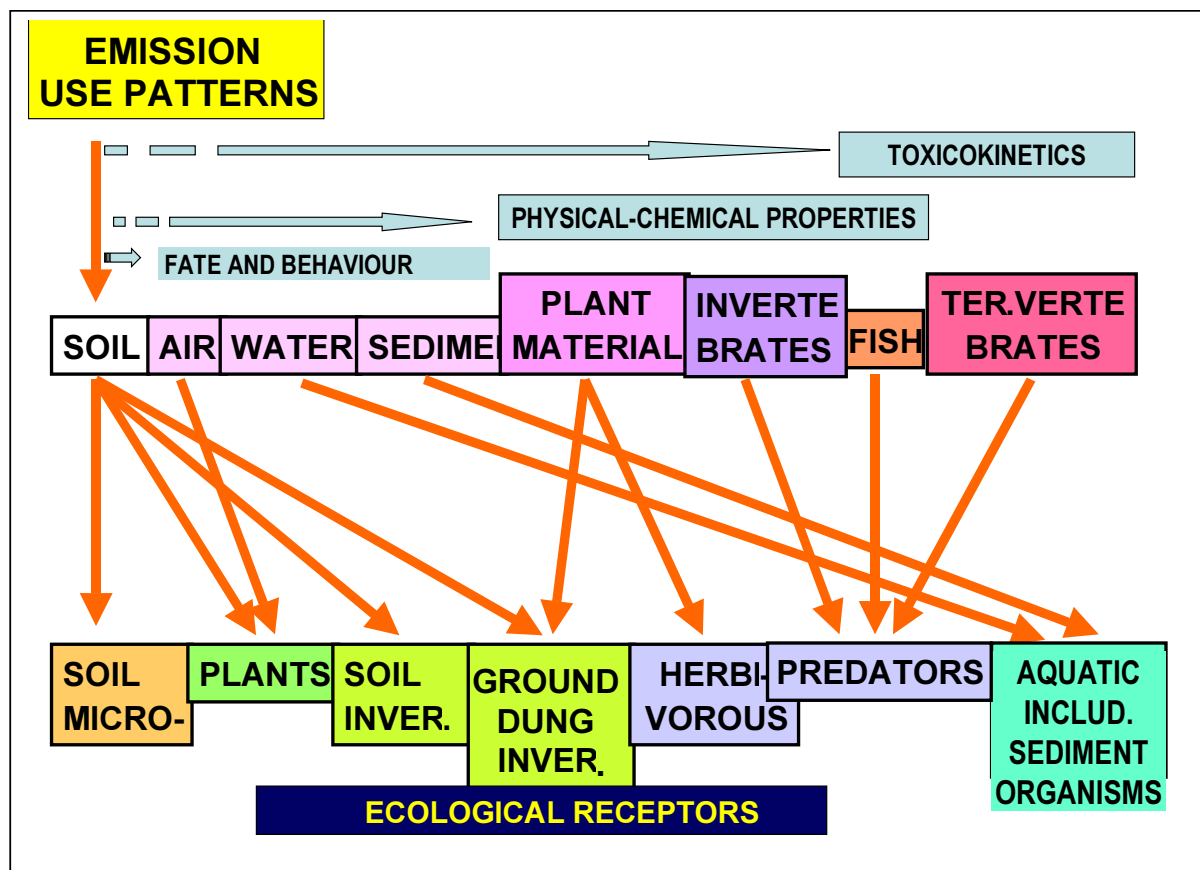 EMISSION
USE PATTERNS
TOXICOKINETICS
PHYSICAL-CHEMICAL PROPERTIES
FATE AND BEHAVIOUR
SOIL
AIR
WATER
SEDIME
PLANT
MATERIAL
INVERTE
BRATES
FISH
TER.VERTE
BRATES
SOIL
MICRO-
PLANTS
SOIL
INVER.
GROUND
DUNG
INVER.
HERBI-
VOROUS
PREDATORS
AQUATIC
INCLUD.
SEDIMENT
ORGANISMS
ECOLOGICAL RECEPTORS